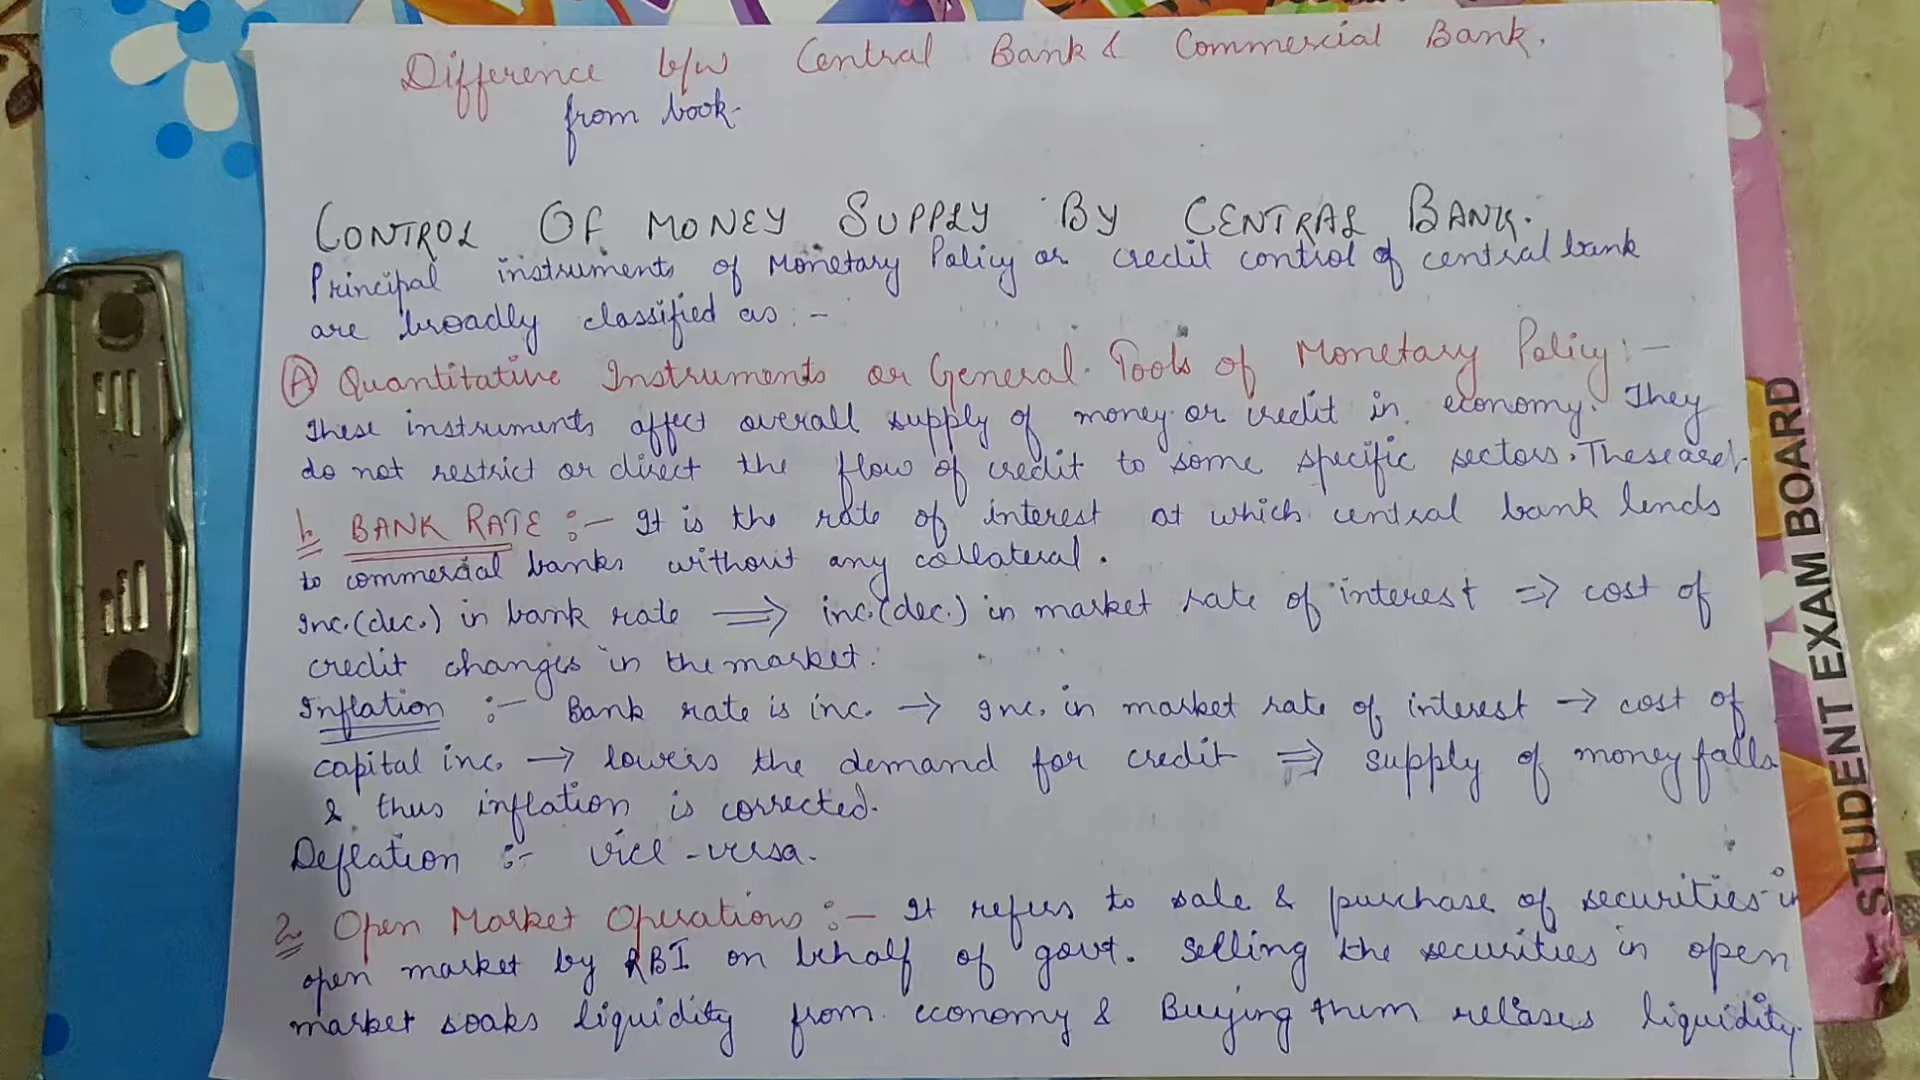 Difference b/w Central Bank & Commercial Bank.
from book-
CONTROL OF MONEY SUPPLY BY CENTRAL BANK.
Principal instruments of Monetary Policy or credit control of central bank
are broadly classified as :-
A Quantitative Instruments or General Tools of Monetary Policy :-
These instruments affect overall supply of money or credit in economy. They
do not restrict or direct the flow of credit to some specific sectors. These are:-
1. BANK RATE :- It is the rate of interest at which central bank lends
to commercial banks without any collateral.
Inc.(dec.) in bank rate ⟹ inc.(dec.) in market rate of interest ⟹ cost of
credit changes in the market.
Inflation :- Bank rate is inc. → Inc. in market rate of interest → cost of
capital inc. → lowers the demand for credit ⟹ supply of money falls
& thus inflation is corrected.
Deflation :- vice-versa.
2. Open Market Operations :- It refers to sale & purchase of securities in
open market by RBI on behalf of govt. Selling the securities in open
market soaks liquidity from economy & Buying them relases liquidity.
STUDENT EXAM BOARD